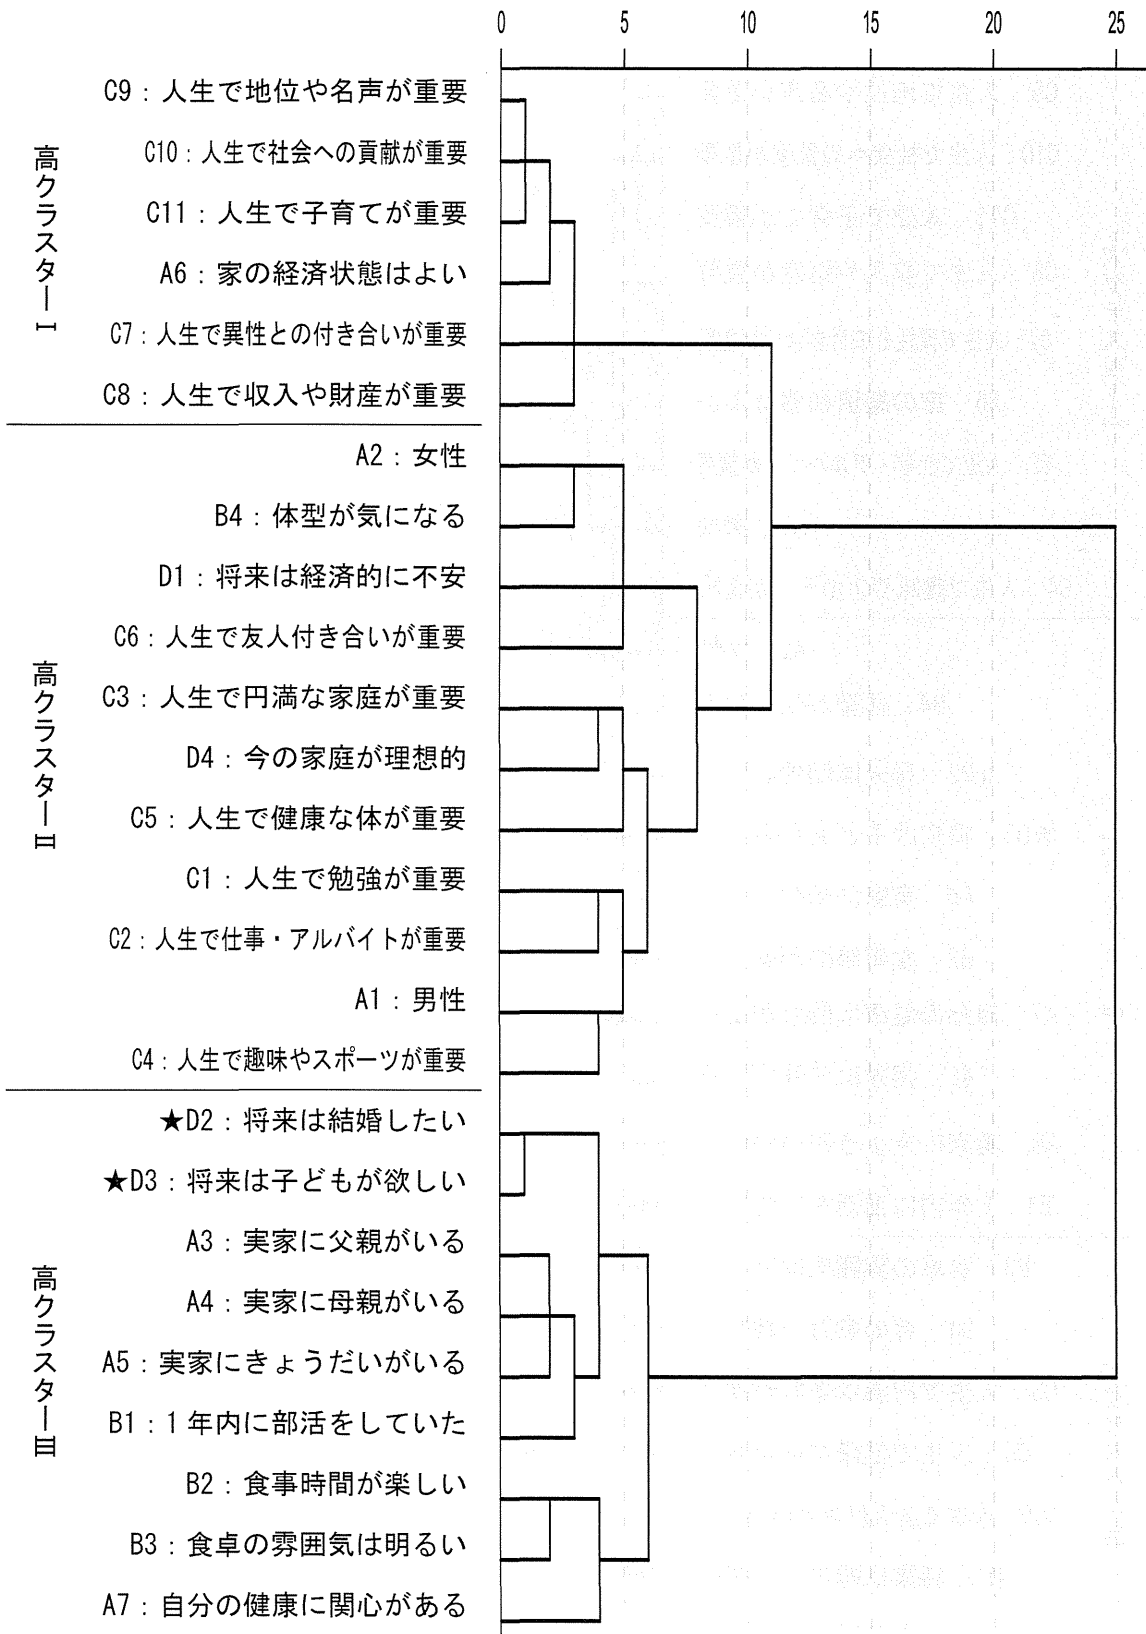 0 5 10 15 20 25
高クラスターⅠ
C9：人生で地位や名声が重要
C10：人生で社会への貢献が重要
C11：人生で子育てが重要
A6：家の経済状態はよい
C7：人生で異性との付き合いが重要
C8：人生で収入や財産が重要
高クラスターⅡ
A2：女性
B4：体型が気になる
D1：将来は経済的に不安
C6：人生で友人付き合いが重要
C3：人生で円満な家庭が重要
D4：今の家庭が理想的
C5：人生で健康な体が重要
C1：人生で勉強が重要
C2：人生で仕事・アルバイトが重要
A1：男性
C4：人生で趣味やスポーツが重要
高クラスターⅢ
★D2：将来は結婚したい
★D3：将来は子どもが欲しい
A3：実家に父親がいる
A4：実家に母親がいる
A5：実家にきょうだいがいる
B1：1年内に部活をしていた
B2：食事時間が楽しい
B3：食卓の雰囲気は明るい
A7：自分の健康に関心がある